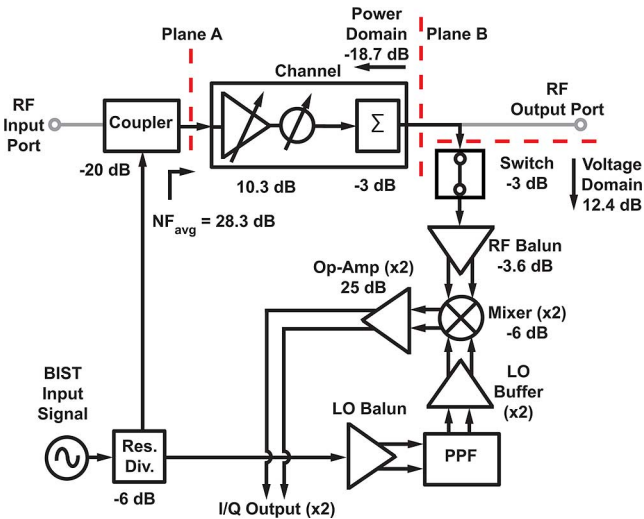 Power
Domain
-18.7 dB
Plane A
Plane B
Channel
RF
Input
Port
Coupler
Σ
RF
Output Port
-20 dB
10.3 dB
-3 dB
NFavg = 28.3 dB
Switch
-3 dB
Voltage
Domain
12.4 dB
RF Balun
-3.6 dB
Op-Amp (x2)
25 dB
Mixer (x2)
-6 dB
LO
Buffer
(x2)
BIST
Input
Signal
LO Balun
Res.
Div.
PPF
-6 dB
I/Q Output (x2)